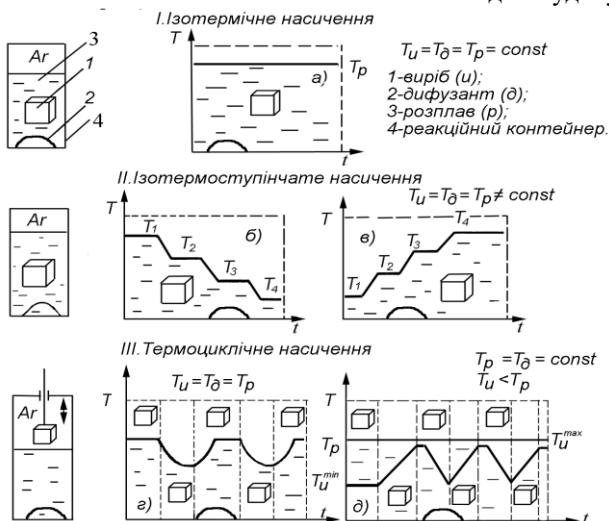 I.Ізотермічне насичення
T
Ar
3
1
2
4
а)
Tр
t
Tи=Tд=Tр= const
1-виріб (и);
2-дифузант (д);
3-розплав (р);
4-реакційний контейнер.
II.Ізотермоступінчате насичення
Tи=Tд=Tр≠ const
Ar
T
T1
T2
T3
T4
б)
t
T
T1
T2
T3
T4
в)
t
III.Термоциклічне насичення
Tр =Tд = const
Tи <Tр
Ar
T
Tи=Tд=Tр
г)
t
T
Tр
Tиmin
Tиmax
д)
t